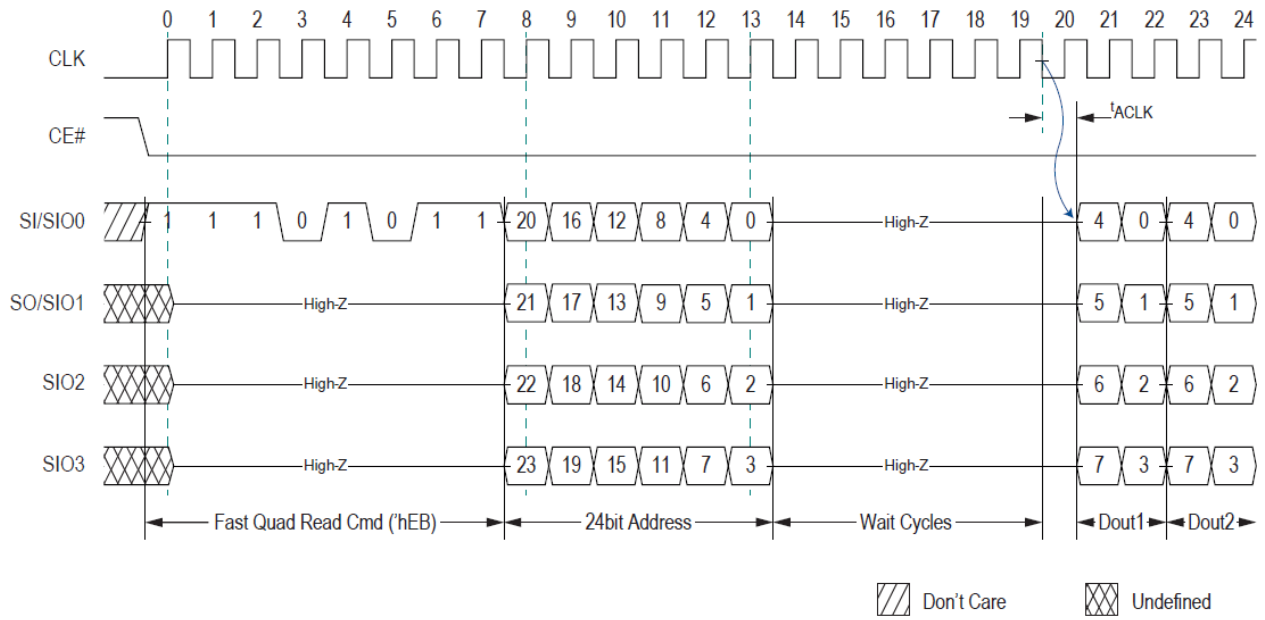 0 1 2 3 4 5 6 7 8 9 10 11 12 13 14 15 16 17 18 19 20 21 22 23 24
CLK
tACLK
CE#
SI/SIO0 1 1 1 0 1 0 1 1 20 16 12 8 4 0 High-Z 4 0 4 0
SO/SIO1 High-Z 21 17 13 9 5 1 High-Z 5 1 5 1
SIO2 High-Z 22 18 14 10 6 2 High-Z 6 2 6 2
SIO3 High-Z 23 19 15 11 7 3 High-Z 7 3 7 3
Fast Quad Read Cmd ('hEB) 24bit Address Wait Cycles Dout1 Dout2
Don't Care Undefined